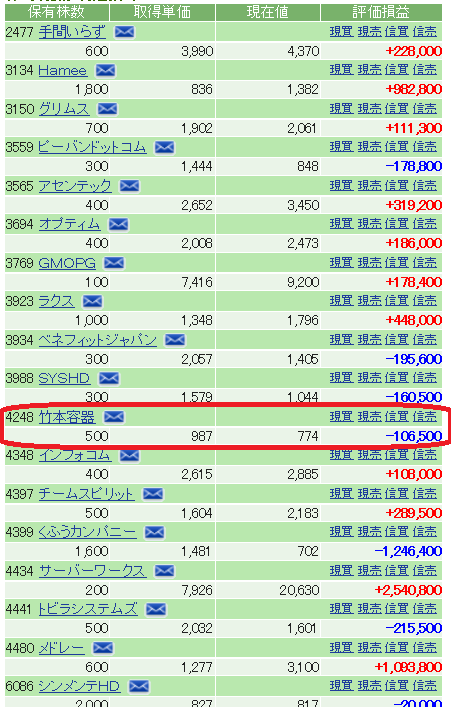 保有株数 取得単価 現在値 評価損益
2477 手間いらず 現買 現売 信買 信売
600 3,990 4,370 +228,000
3134 Hamee 現買 現売 信買 信売
1,800 836 1,382 +982,800
3150 グリムス 現買 現売 信買 信売
700 1,902 2,061 +111,300
3559 ピーバンドットコム 現買 現売 信買 信売
300 1,444 848 -178,800
3565 アセンテック 現買 現売 信買 信売
400 2,652 3,450 +319,200
3694 オプティム 現買 現売 信買 信売
400 2,008 2,473 +186,000
3769 GMOPG 現買 現売 信買 信売
100 7,416 9,200 +178,400
3923 ラクス 現買 現売 信買 信売
1,000 1,348 1,796 +448,000
3934 ベネフィットジャパン 現買 現売 信買 信売
300 2,057 1,405 -195,600
3988 SYSHD 現買 現売 信買 信売
300 1,579 1,044 -160,500
4248 竹本容器 現買 現売 信買 信売
500 987 774 -106,500
4348 インフォコム 現買 現売 信買 信売
400 2,615 2,885 +108,000
4397 チームスピリット 現買 現売 信買 信売
500 1,604 2,183 +289,500
4399 くふうカンパニー 現買 現売 信買 信売
1,600 1,481 702 -1,246,400
4434 サーバーワークス 現買 現売 信買 信売
200 7,926 20,630 +2,540,800
4441 トビラシステムズ 現買 現売 信買 信売
500 2,032 1,601 -215,500
4480 メドレー 現買 現売 信買 信売
600 1,277 3,100 +1,093,800
6086 シンメンテHD 現買 現売 信買 信売
2,000 827 817 -20,000